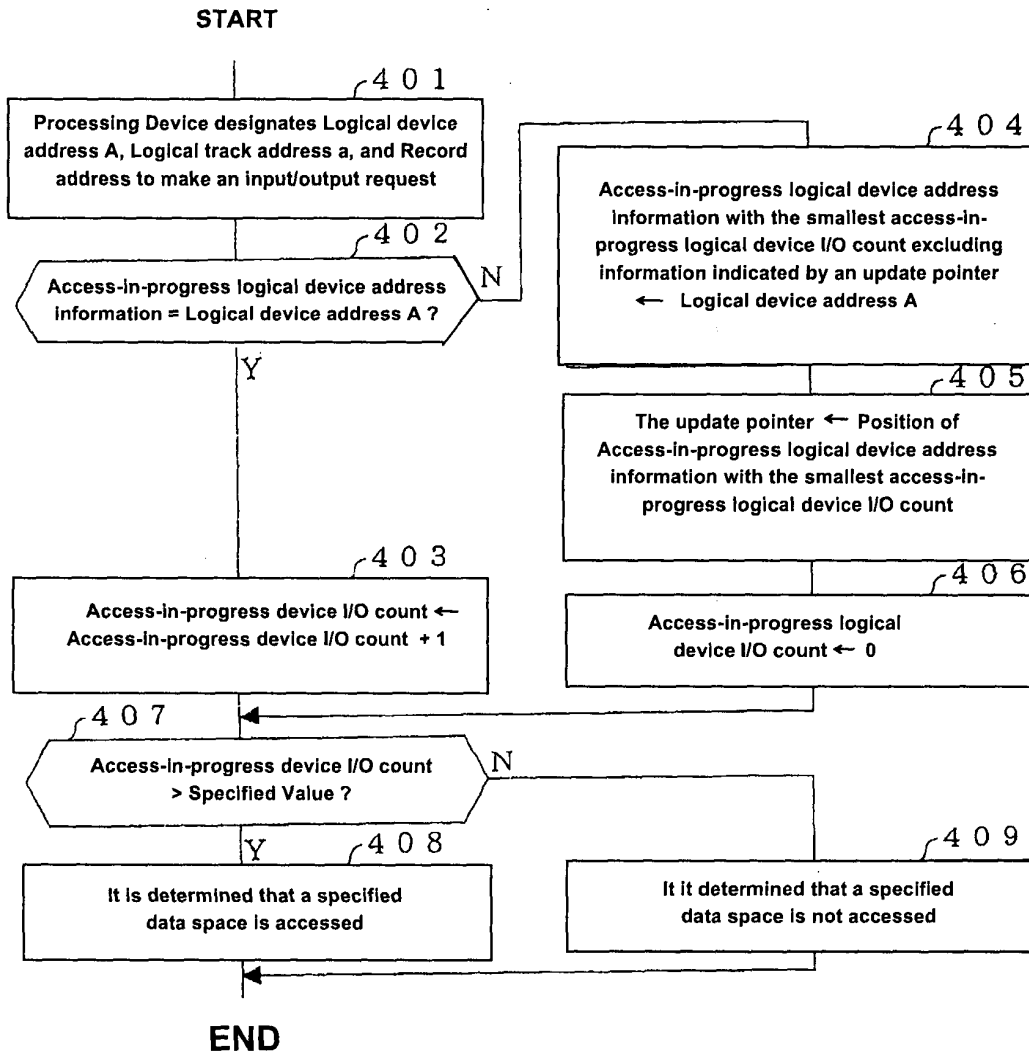 START
401
Processing Device designates Logical device
address A, Logical track address a, and Record
address to make an input/output request
402
Access-in-progress logical device address
information = Logical device address A ?
N
Y
404
Access-in-progress logical device address
information with the smallest access-in-
progress logical device I/O count excluding
information indicated by an update pointer
← Logical device address A
405
The update pointer ← Position of
Access-in-progress logical device address
information with the smallest access-in-
progress logical device I/O count
403
Access-in-progress device I/O count ←
Access-in-progress device I/O count + 1
406
Access-in-progress logical
device I/O count ← 0
407
Access-in-progress device I/O count
> Specified Value ?
N
Y
408
It is determined that a specified
data space is accessed
409
It it determined that a specified
data space is not accessed
END